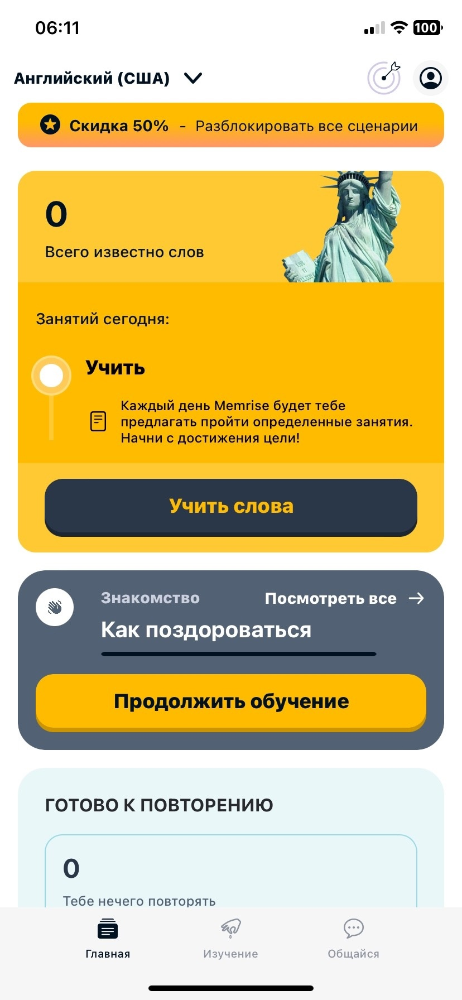 06:11
100
Английский (США)
Скидка 50% - Разблокировать все сценарии
0
Всего известно слов
Занятий сегодня:
Учить
Каждый день Memrise будет тебе
предлагать пройти определенные занятия.
Начни с достижения цели!
Учить слова
Знакомство
Посмотреть все
Как поздороваться
Продолжить обучение
ГОТОВО К ПОВТОРЕНИЮ
0
Тебе нечего повторять
Главная
Изучение
Общайся